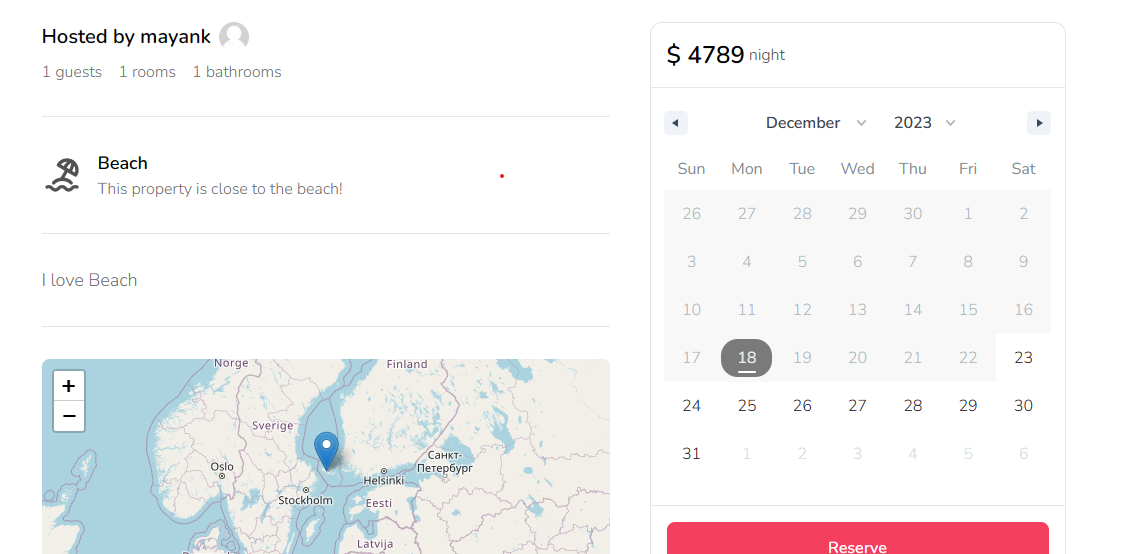 Hosted by mayank
1 guests 1 rooms 1 bathrooms
Beach
This property is close to the beach!
I love Beach
+
−
Norge
Finland
Sverige
Oslo
Санкт-
Петербург
Helsinki
Stockholm
Eesti
Latvija
$ 4789 night
December 2023
Sun Mon Tue Wed Thu Fri Sat
26 27 28 29 30 1 2
3 4 5 6 7 8 9
10 11 12 13 14 15 16
17 18 19 20 21 22 23
24 25 26 27 28 29 30
31 1 2 3 4 5 6
Reserve